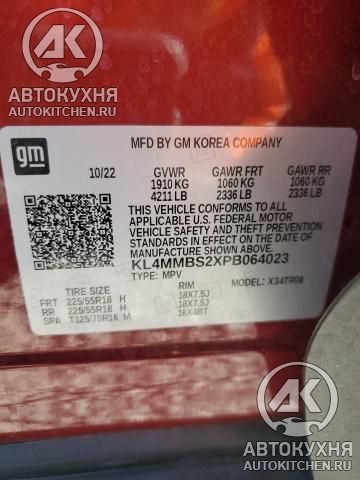 АВТОКУХНЯ
AUTOKITCHEN.RU
АВТОКУХНЯ
AUTOKITCHEN.RU
gm
MFD BY GM KOREA COMPANY
10/22 GVWR GAWR FRT GAWR RR
1910 KG 1060 KG 1060 KG
4211 LB 2336 LB 2336 LB
THIS VEHICLE CONFORMS TO ALL APPLICABLE U.S. FEDERAL MOTOR
VEHICLE SAFETY, BUMPER, AND THEFT PREVENTION STANDARDS
IN EFFECT ON THE DATE OF MANUFACTURE SHOWN ABOVE.
KL4MMBS2XPB064023
TYPE: MPV MODEL: X34TR06
TIRE SIZE RIM
FRT 225/55R18 H 18X7.5J
RR 225/55R18 H 18X7.5J
SPA T125/70R16 M 16X4BT
АВТОКУХНЯ
AUTOKITCHEN.RU